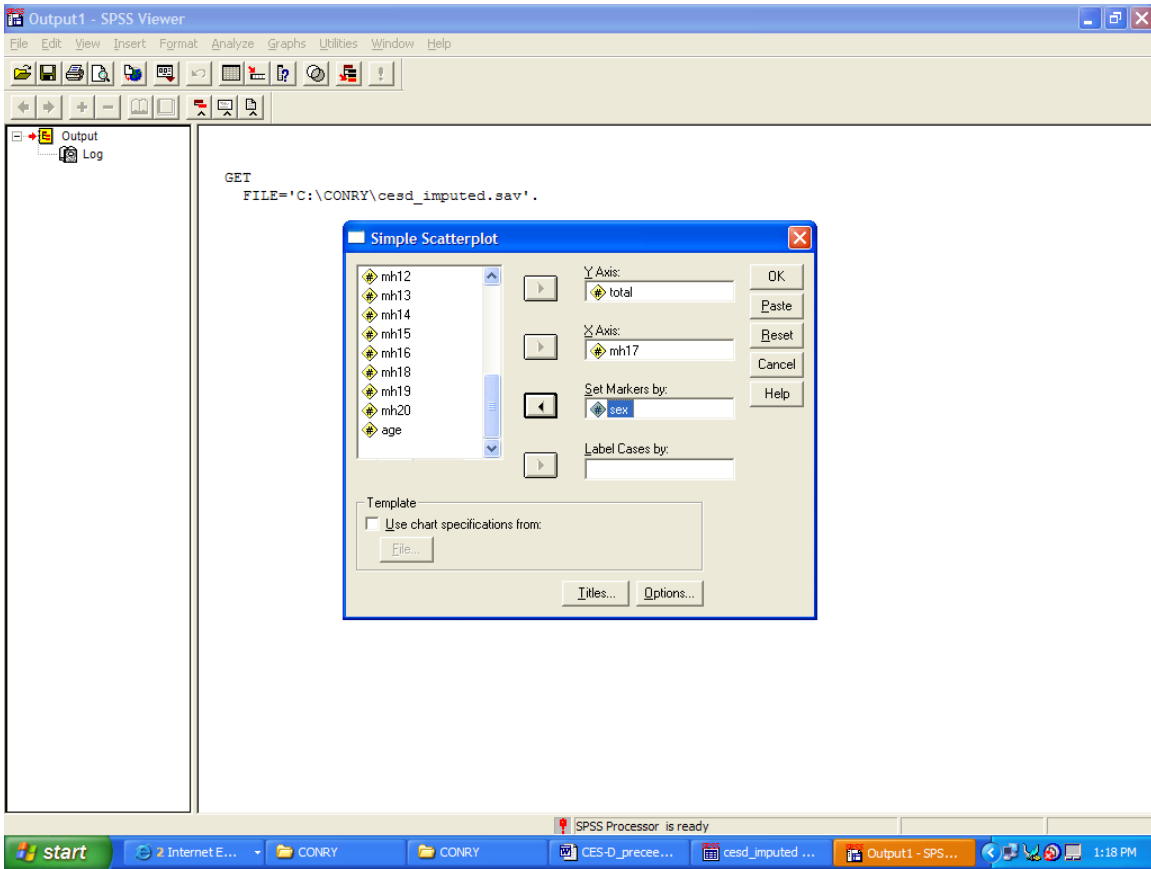 Output1 - SPSS Viewer
File Edit View Insert Format Analyze Graphs Utilities Window Help
Output
Log
GET
FILE='C:\CONRY\cesd_imputed.sav'.
Simple Scatterplot
mh12
mh13
mh14
mh15
mh16
mh18
mh19
mh20
age
Y Axis:
total
X Axis:
mh17
Set Markers by:
sex
Label Cases by:
OK
Paste
Reset
Cancel
Help
Template
Use chart specifications from:
File...
Titles...
Options...
SPSS Processor is ready
start
2 Internet E...
CONRY
CONRY
CES-D_precee...
cesd_imputed ...
Output1 - SPS...
1:18 PM